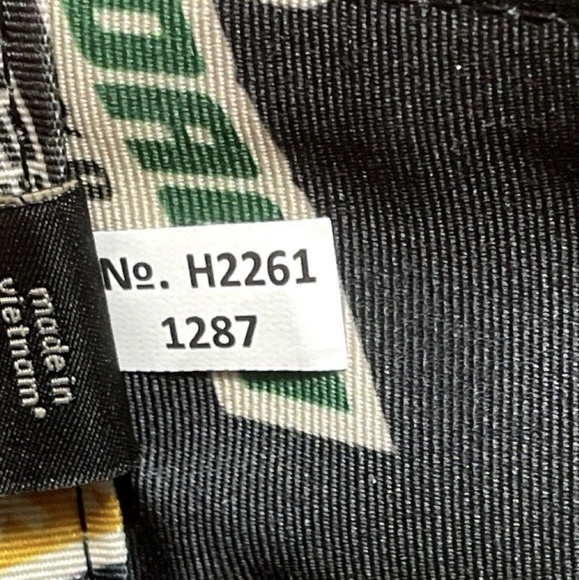 No. H2261
1287
made in
vietnam.